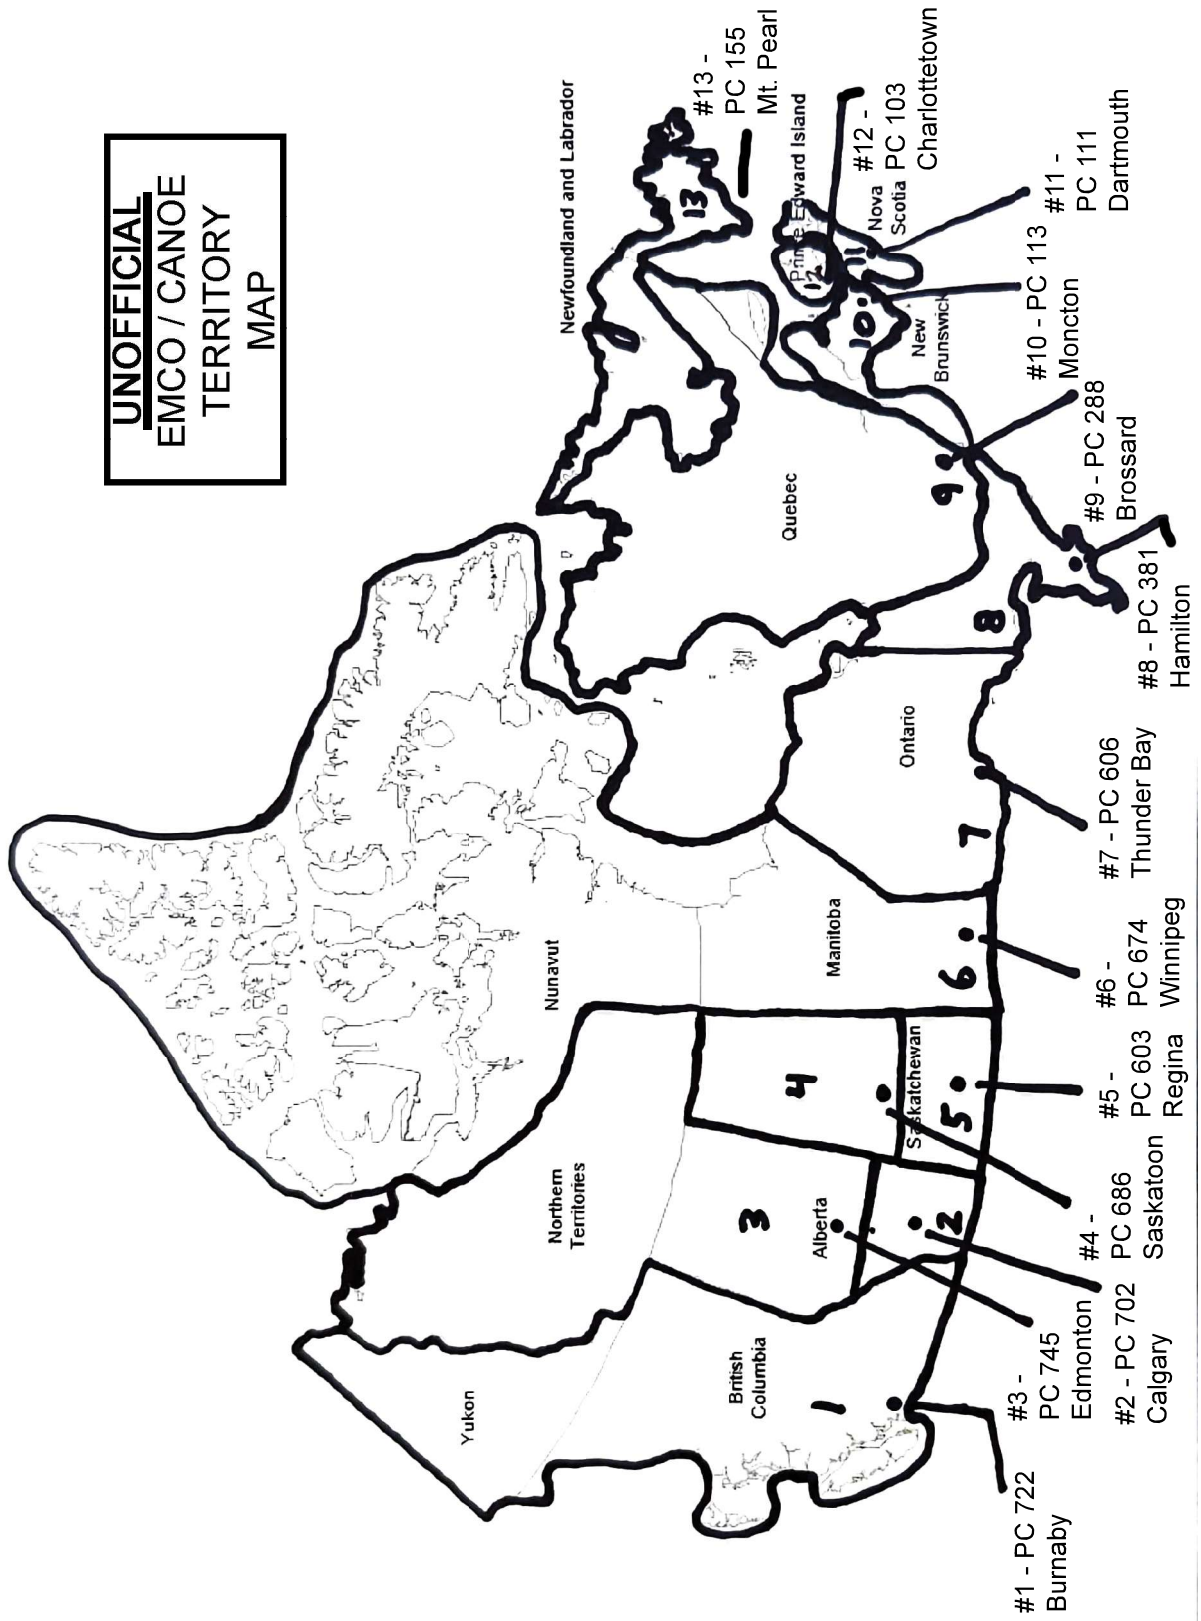 UNOFFICIAL
EMCO / CANOE
TERRITORY
MAP
Yukon
Northern
Territories
Nunavut
British
Columbia
Alberta
Saskatchewan
Manitoba
Ontario
Quebec
Newfoundland and Labrador
Prince Edward Island
Nova
Scotia
New
Brunswick
1
2
3
4
5
6
7
8
9
10
11
12
13
#1 - PC 722
Burnaby
#2 - PC 702
Calgary
#3 -
PC 745
Edmonton
#4 -
PC 686
Saskatoon
#5 -
PC 603
Regina
#6 -
PC 674
Winnipeg
#7 - PC 606
Thunder Bay
#8 - PC 381
Hamilton
#9 - PC 288
Brossard
#10 - PC 113
Moncton
#11 -
PC 111
Dartmouth
#12 -
PC 103
Charlottetown
#13 -
PC 155
Mt. Pearl